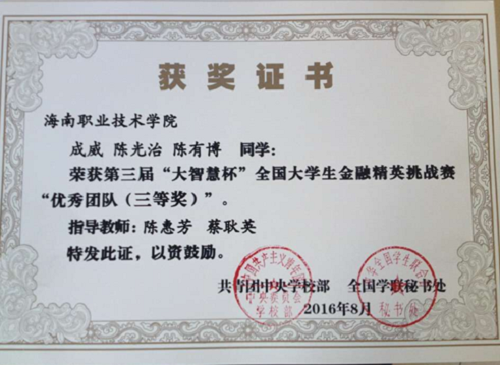 获奖证书
海南职业技术学院
成威 陈光治 陈有博 同学：
荣获第三届“大智慧杯”全国大学生金融精英挑战赛
“优秀团队（三等奖）”。
指导教师：陈惠芳 蔡耿英
特发此证，以资鼓励。
共青团中央学校部 全国学联秘书处
2016年8月